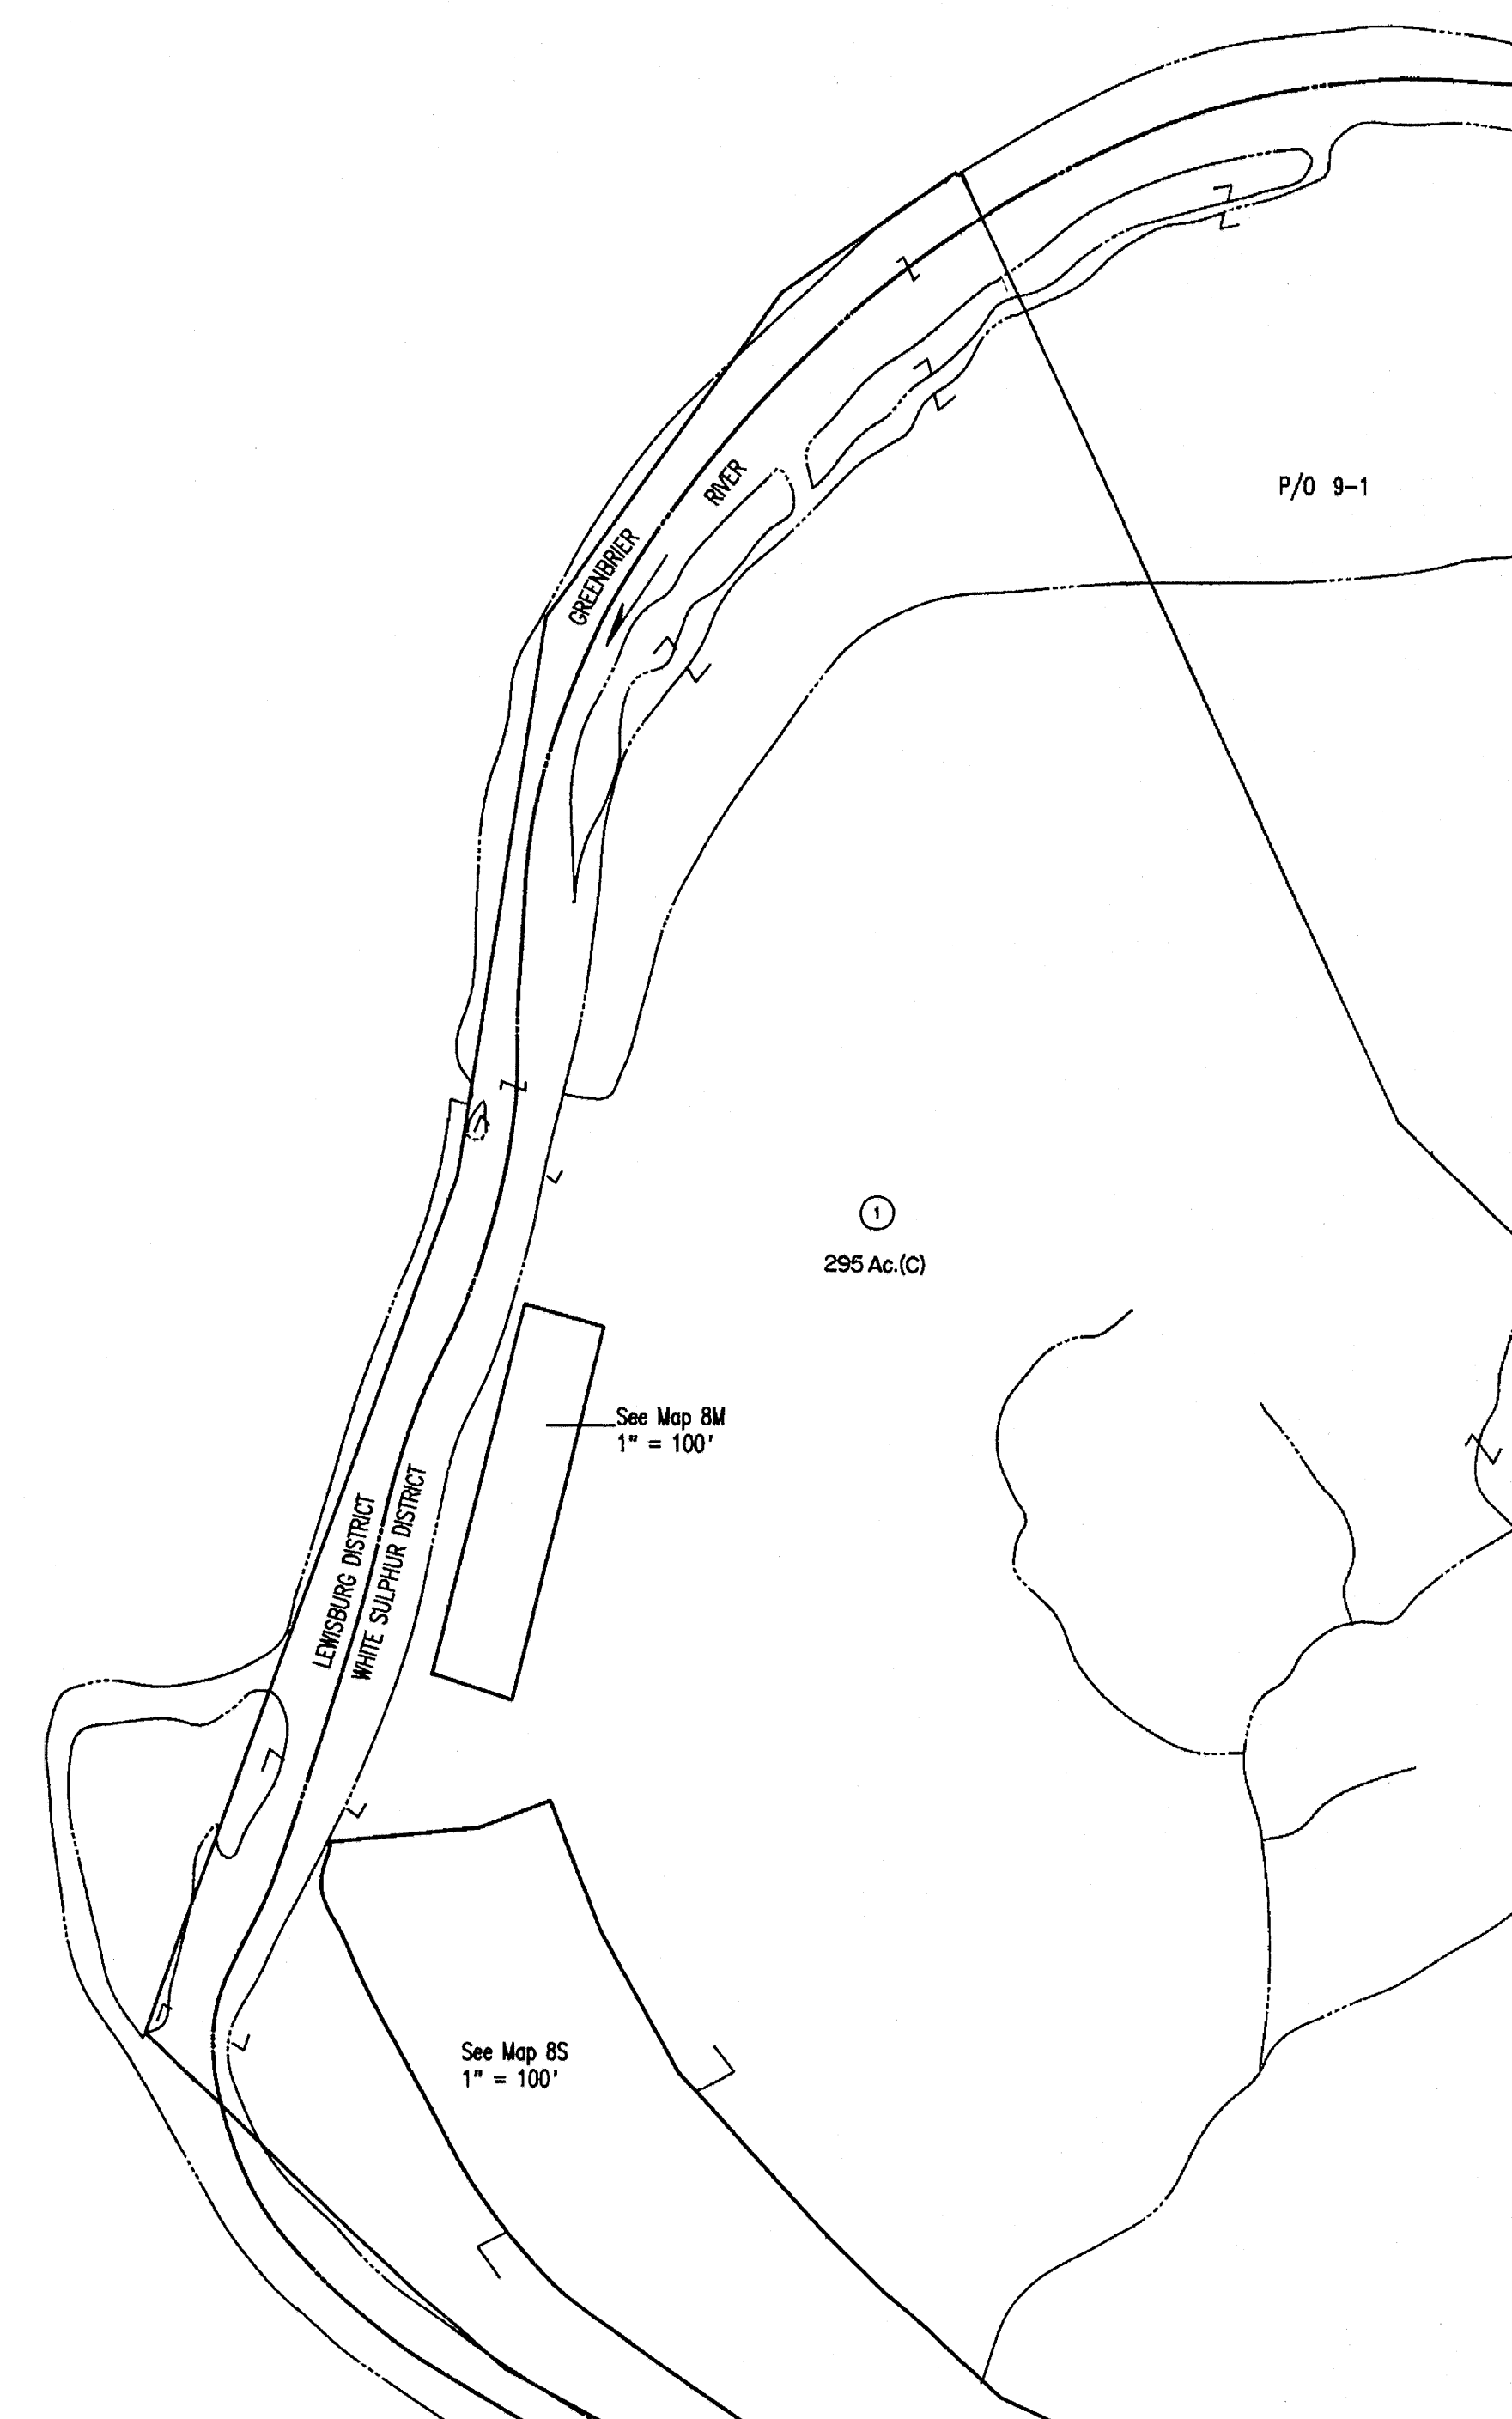 P/O 9-1
RIVER
GREENBRIER
1
295 Ac.(C)
See Map 8M
1" = 100'
LEWISBURG DISTRICT
WHITE SULPHUR DISTRICT
See Map 8S
1" = 100'